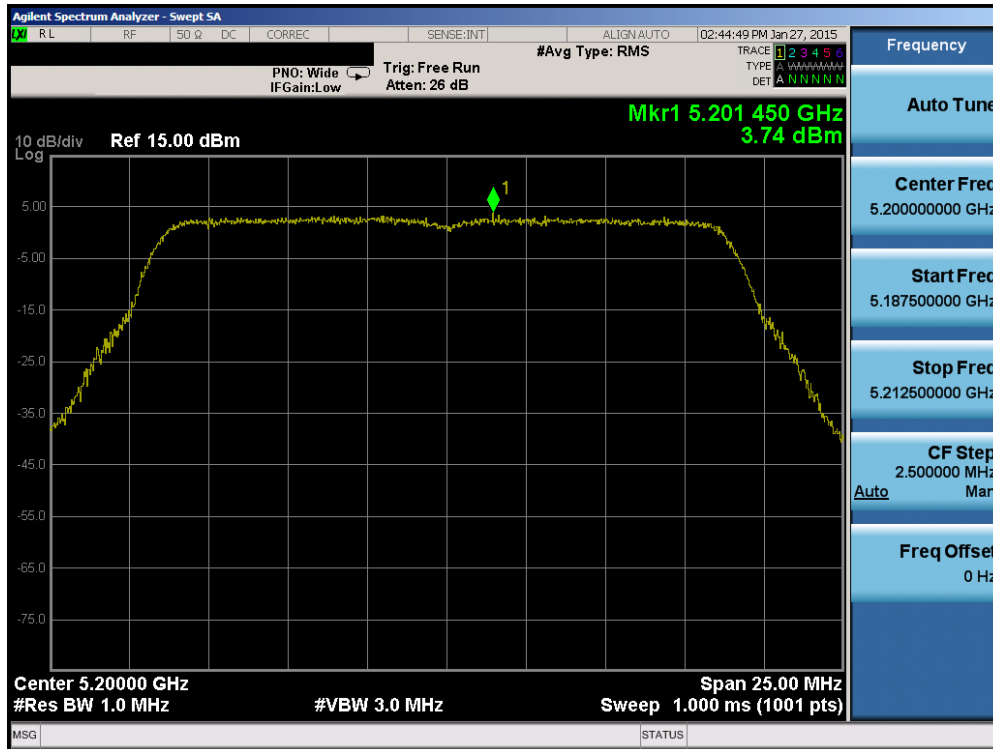 Agilent Spectrum Analyzer - Swept SA
LXI RL RF 50 Ω DC CORREC SENSE:INT ALIGN AUTO 02:44:49 PM Jan 27, 2015
#Avg Type: RMS
TRACE 1 2 3 4 5 6
PNO: Wide Trig: Free Run TYPE A WWWWW
IFGain:Low Atten: 26 dB DET A N N N N N
Mkr1 5.201 450 GHz
3.74 dBm
10 dB/div Ref 15.00 dBm
Log
1
5.00
-5.00
-15.0
-25.0
-35.0
-45.0
-55.0
-65.0
-75.0
Center 5.20000 GHz Span 25.00 MHz
#Res BW 1.0 MHz #VBW 3.0 MHz Sweep 1.000 ms (1001 pts)
MSG STATUS
Frequency
Auto Tune
Center Freq
5.200000000 GHz
Start Freq
5.187500000 GHz
Stop Freq
5.212500000 GHz
CF Step
2.500000 MHz
Auto Man
Freq Offset
0 Hz